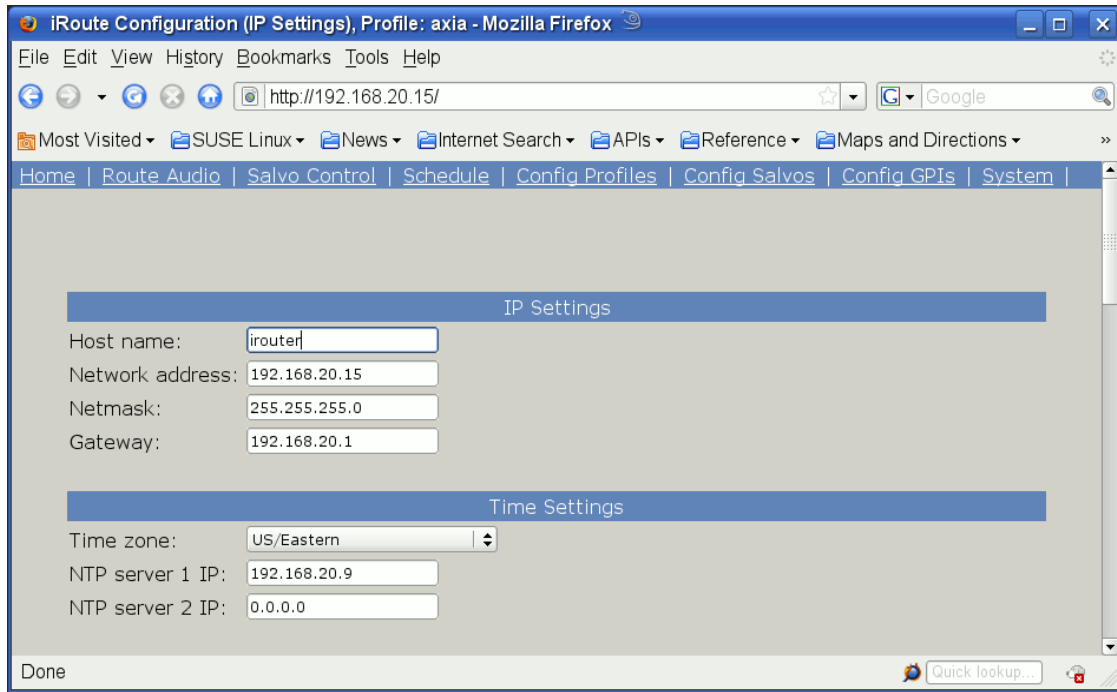 iRoute Configuration (IP Settings), Profile: axia - Mozilla Firefox
File Edit View History Bookmarks Tools Help
http://192.168.20.15/ G Google
Most Visited SUSE Linux News Internet Search APIs Reference Maps and Directions »
Home | Route Audio | Salvo Control | Schedule | Config Profiles | Config Salvos | Config GPIs | System |
IP Settings
Host name: irouter
Network address: 192.168.20.15
Netmask: 255.255.255.0
Gateway: 192.168.20.1
Time Settings
Time zone: US/Eastern
NTP server 1 IP: 192.168.20.9
NTP server 2 IP: 0.0.0.0
Done Quick lookup...